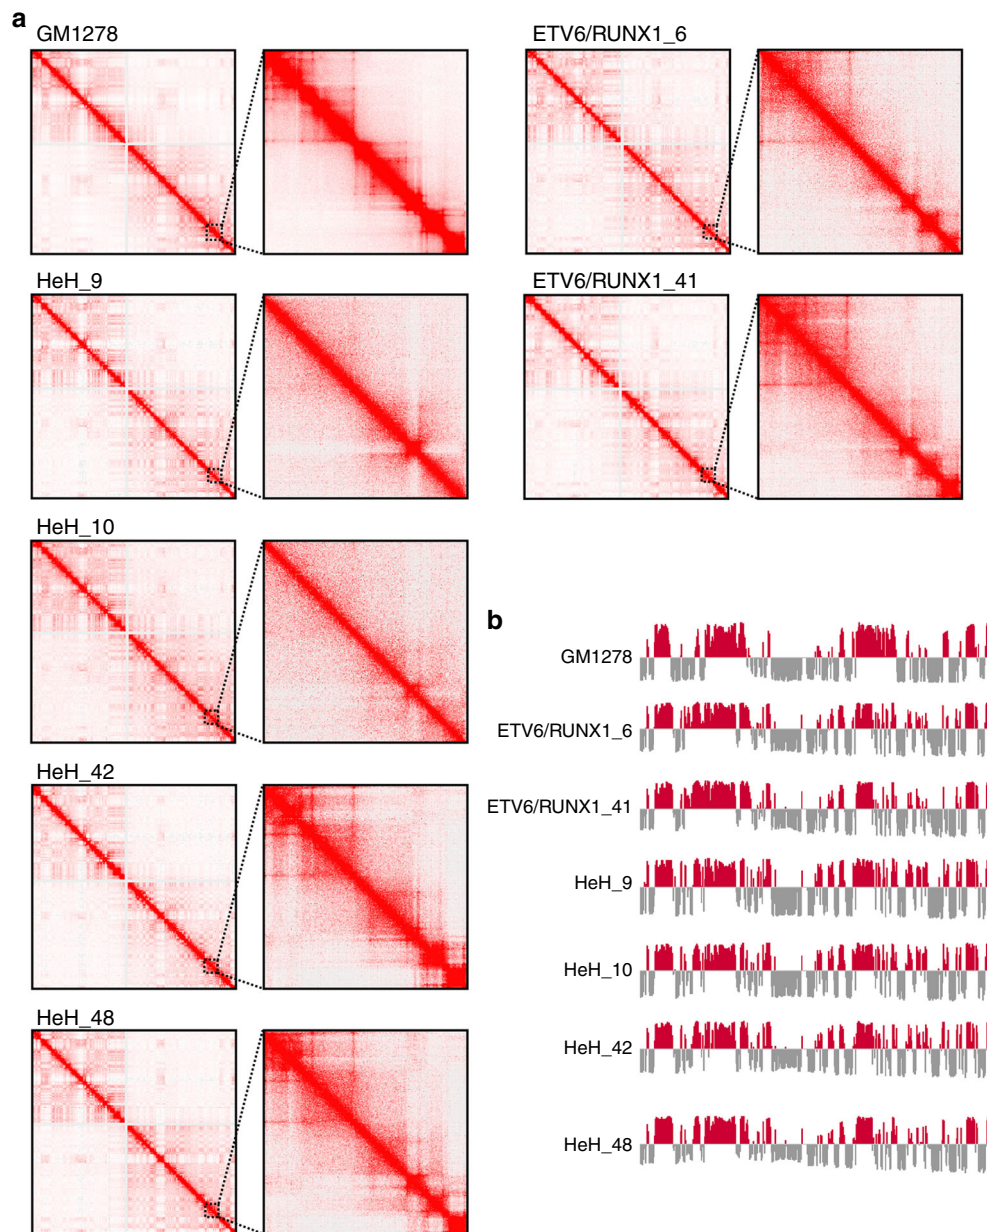 a
GM1278
ETV6/RUNX1_6
HeH_9
ETV6/RUNX1_41
HeH_10
HeH_42
HeH_48
b
GM1278
ETV6/RUNX1_6
ETV6/RUNX1_41
HeH_9
HeH_10
HeH_42
HeH_48